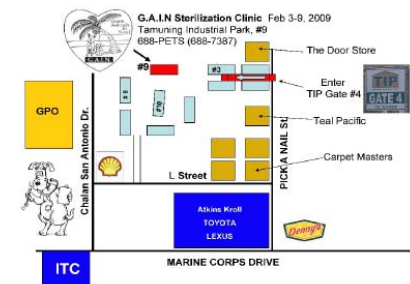 G.A.I.N Sterilization Clinic Feb 3-9, 2009
Tamuning Industrial Park, #9
688-PETS (688-7387)
G.A.I.N
#9
#3
The Door Store
Enter
TIP Gate #4
TIP
GATE 4
GPO
#8
#10
Teal Pacific
Chalan San Antonio Dr.
PICK A NAIL St.
Carpet Masters
L Street
Atkins Kroll
TOYOTA
LEXUS
Denny's
ITC
MARINE CORPS DRIVE